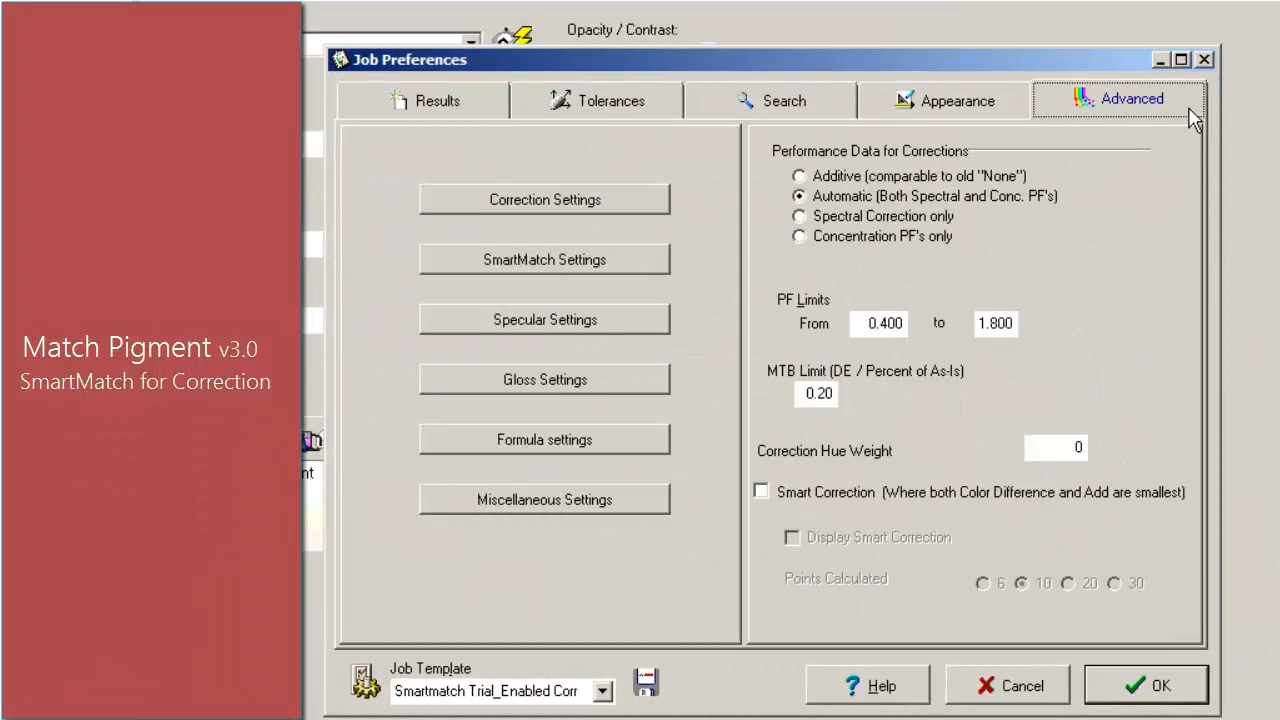 Match Pigment v3.0
SmartMatch for Correction
Opacity / Contrast:
Job Preferences
Results
Tolerances
Search
Appearance
Advanced
Correction Settings
SmartMatch Settings
Specular Settings
Gloss Settings
Formula settings
Miscellaneous Settings
Performance Data for Corrections
Additive (comparable to old "None")
Automatic (Both Spectral and Conc. PF's)
Spectral Correction only
Concentration PF's only
PF Limits
From 0.400 to 1.800
MTB Limit (DE / Percent of As-Is)
0.20
Correction Hue Weight 0
Smart Correction (Where both Color Difference and Add are smallest)
Display Smart Correction
Points Calculated 6 10 20 30
nt
Job Template
Smartmatch Trial_Enabled Corr
Help
Cancel
OK